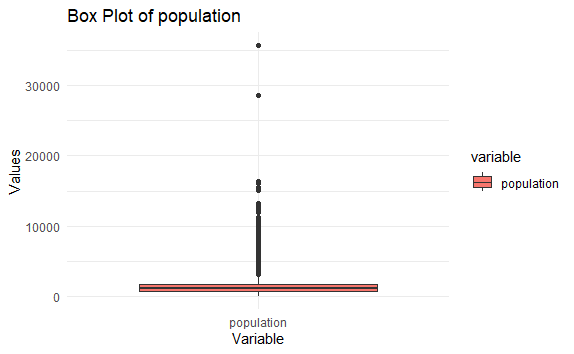 Box Plot of population
Values
30000
20000
10000
0
population
Variable
variable
population